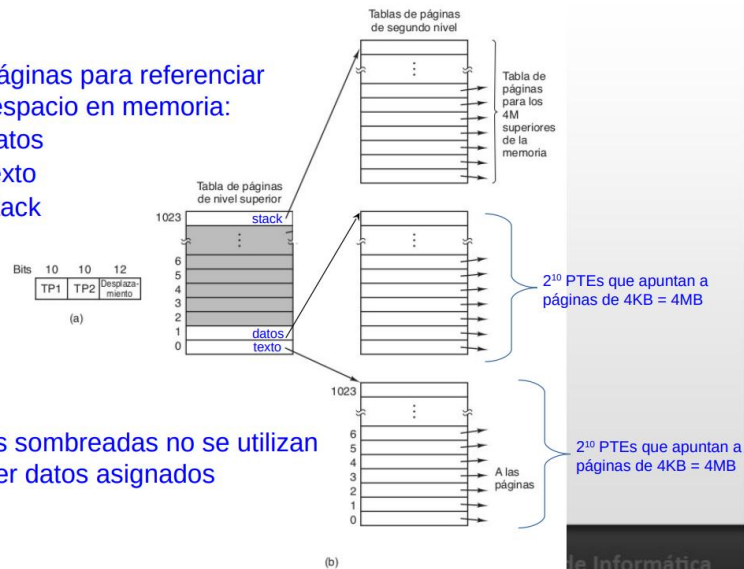 Tablas de páginas
de segundo nivel
áginas para referenciar
espacio en memoria:
atos
exto
ack
Tabla de
páginas
para los
4M
superiores
de la
memoria
Tabla de páginas
de nivel superior
1023
stack
6
5
4
3
2
1
datos
0
texto
Bits 10 10 12
TP1 TP2 Desplaza-
miento
(a)
2¹⁰ PTEs que apuntan a
páginas de 4KB = 4MB
1023
6
5
4
3
2
1
0
A las
páginas
2¹⁰ PTEs que apuntan a
páginas de 4KB = 4MB
s sombreadas no se utilizan
er datos asignados
(b)
de Informática